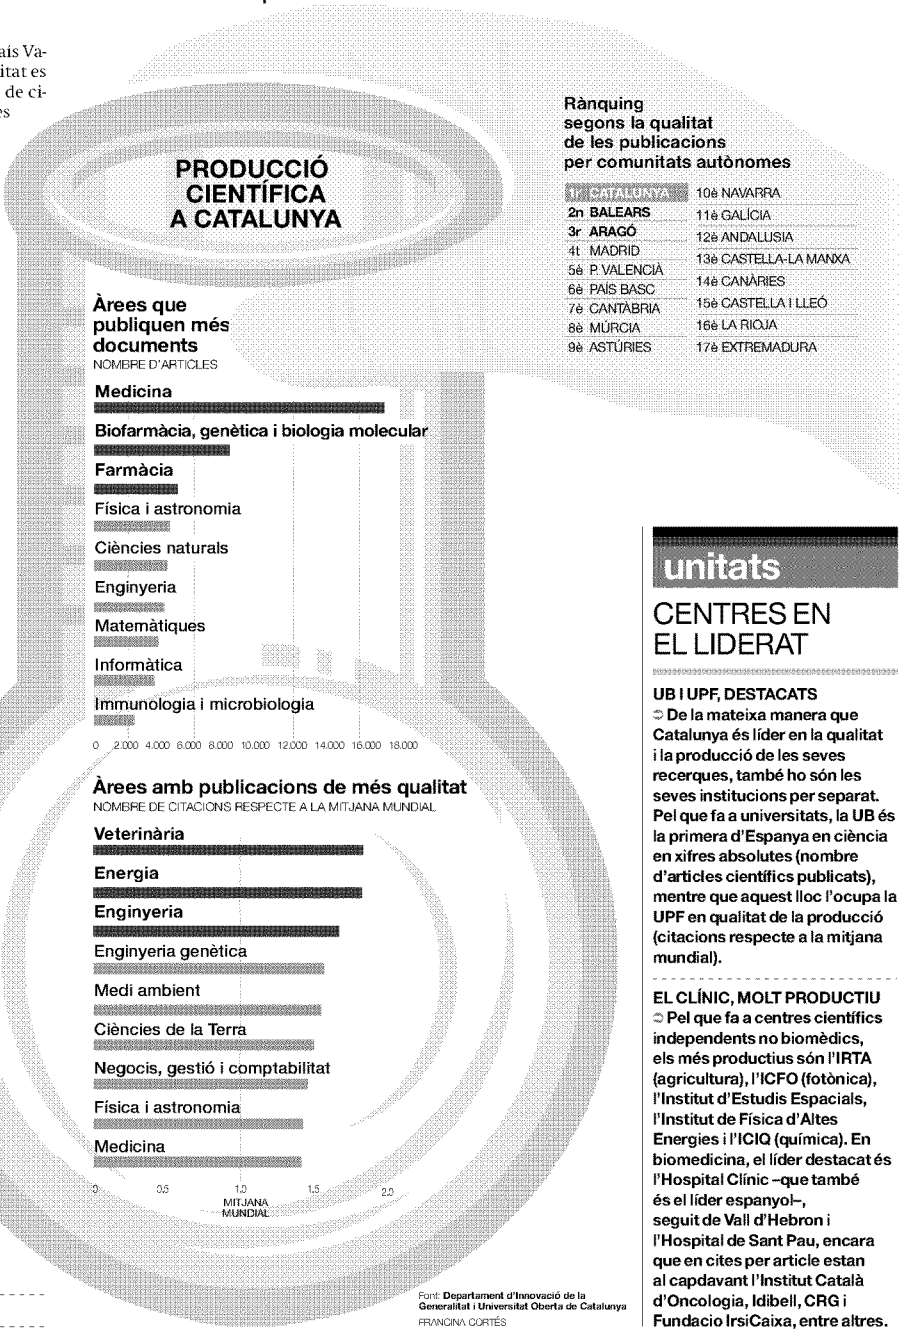 aís Va-
itat es
de ci-
es
PRODUCCIÓ
CIENTÍFICA
A CATALUNYA
Rànquing
segons la qualitat
de les publicacions
per comunitats autònomes
1r CATALUNYA
2n BALEARS
3r ARAGÓ
4t MADRID
5è P. VALENCIÀ
6è PAÍS BASC
7è CANTÀBRIA
8è MÚRCIA
9è ASTÚRIES
10è NAVARRA
11è GALÍCIA
12è ANDALUSIA
13è CASTELLA-LA MANXA
14è CANÀRIES
15è CASTELLA I LLEÓ
16è LA RIOJA
17è EXTREMADURA
Àrees que
publiquen més
documents
NOMBRE D'ARTICLES
Medicina
Biofarmàcia, genètica i biologia molecular
Farmàcia
Física i astronomia
Ciències naturals
Enginyeria
Matemàtiques
Informàtica
Immunologia i microbiologia
0 2.000 4.000 6.000 8.000 10.000 12.000 14.000 16.000 18.000
Àrees amb publicacions de més qualitat
NOMBRE DE CITACIONS RESPECTE A LA MITJANA MUNDIAL
Veterinària
Energia
Enginyeria
Enginyeria genètica
Medi ambient
Ciències de la Terra
Negocis, gestió i comptabilitat
Física i astronomia
Medicina
0 0,5 1,0 1,5 2,0
MITJANA
MUNDIAL
Font: Departament d'Innovació de la
Generalitat i Universitat Oberta de Catalunya
FRANCINA CORTÉS
unitats
CENTRES EN
EL LIDERAT
UB I UPF, DESTACATS
De la mateixa manera que
Catalunya és líder en la qualitat
i la producció de les seves
recerques, també ho són les
seves institucions per separat.
Pel que fa a universitats, la UB és
la primera d'Espanya en ciència
en xifres absolutes (nombre
d'articles científics publicats),
mentre que aquest lloc l'ocupa la
UPF en qualitat de la producció
(citacions respecte a la mitjana
mundial).
EL CLÍNIC, MOLT PRODUCTIU
Pel que fa a centres científics
independents no biomèdics,
els més productius són l'IRTA
(agricultura), l'ICFO (fotònica),
l'Institut d'Estudis Espacials,
l'Institut de Física d'Altes
Energies i l'ICIQ (química). En
biomedicina, el líder destacat és
l'Hospital Clínic –que també
és el líder espanyol–,
seguit de Vall d'Hebron i
l'Hospital de Sant Pau, encara
que en cites per article estan
al capdavant l'Institut Català
d'Oncologia, Idibell, CRG i
Fundacio IrsiCaixa, entre altres.